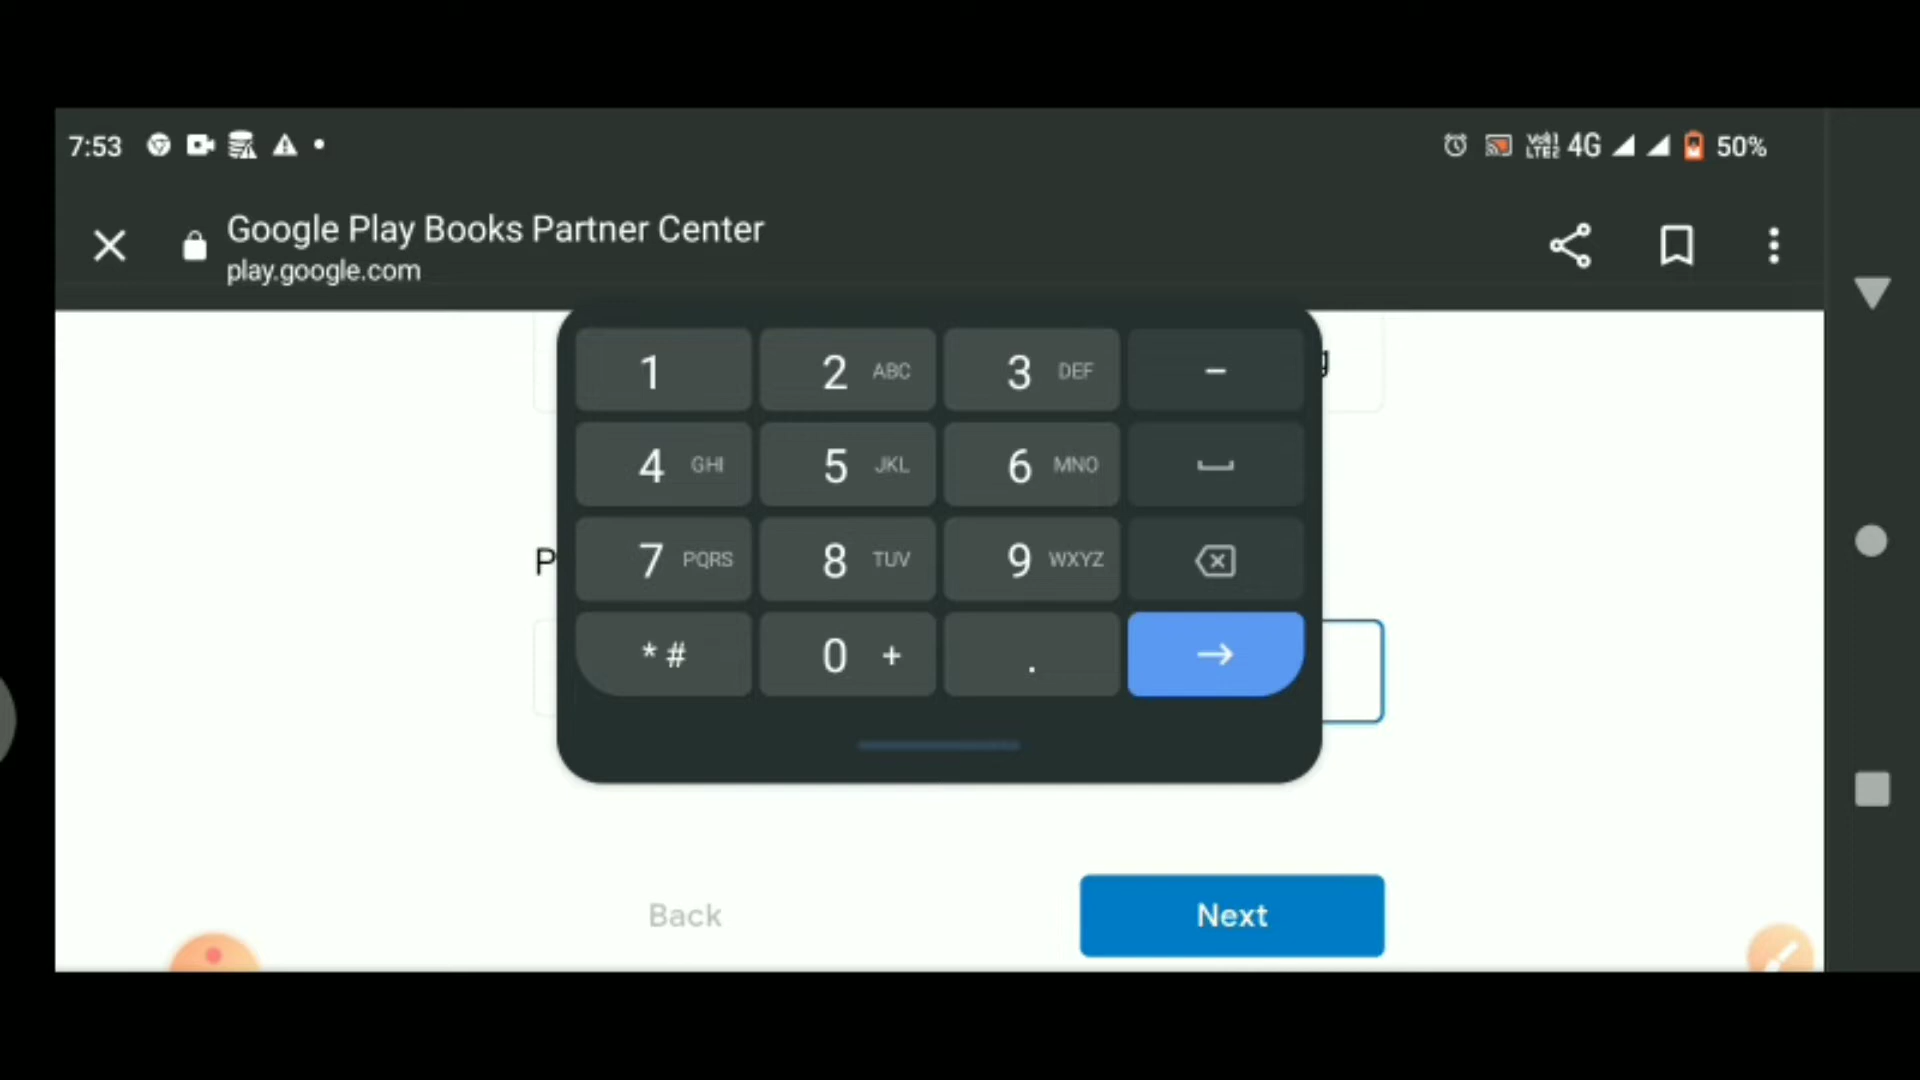 7:53 4G 50%
Google Play Books Partner Center
play.google.com
1 2 ABC 3 DEF -
g
4 GHI 5 JKL 6 MNO
P 7 PQRS 8 TUV 9 WXYZ
* # 0 + .
Back Next